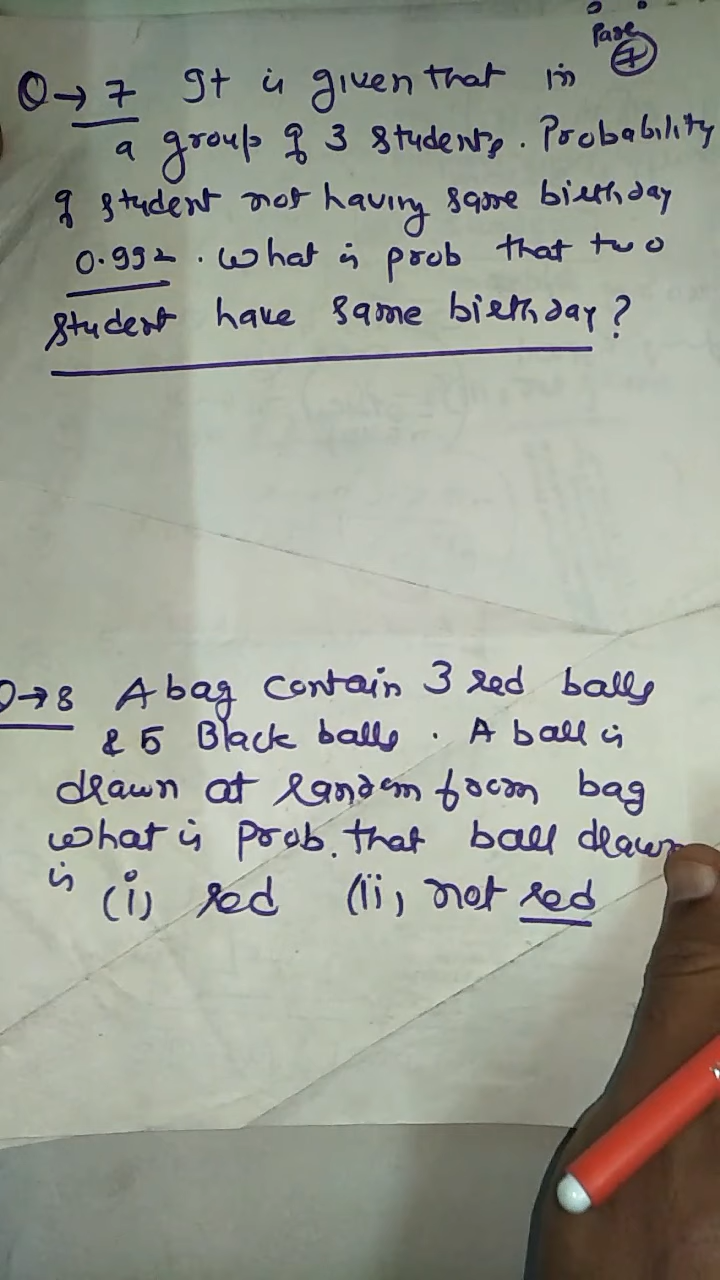 Page
7
Q→7 It is given that in
a group of 3 students. Probability
of student not having same birthday
0.992. What is prob that two
student have same birthday?
Q→8 A bag contain 3 red balls
& 5 Black balls. A ball is
drawn at random from bag
what is prob. that ball drawn
is (i) red (ii) not red